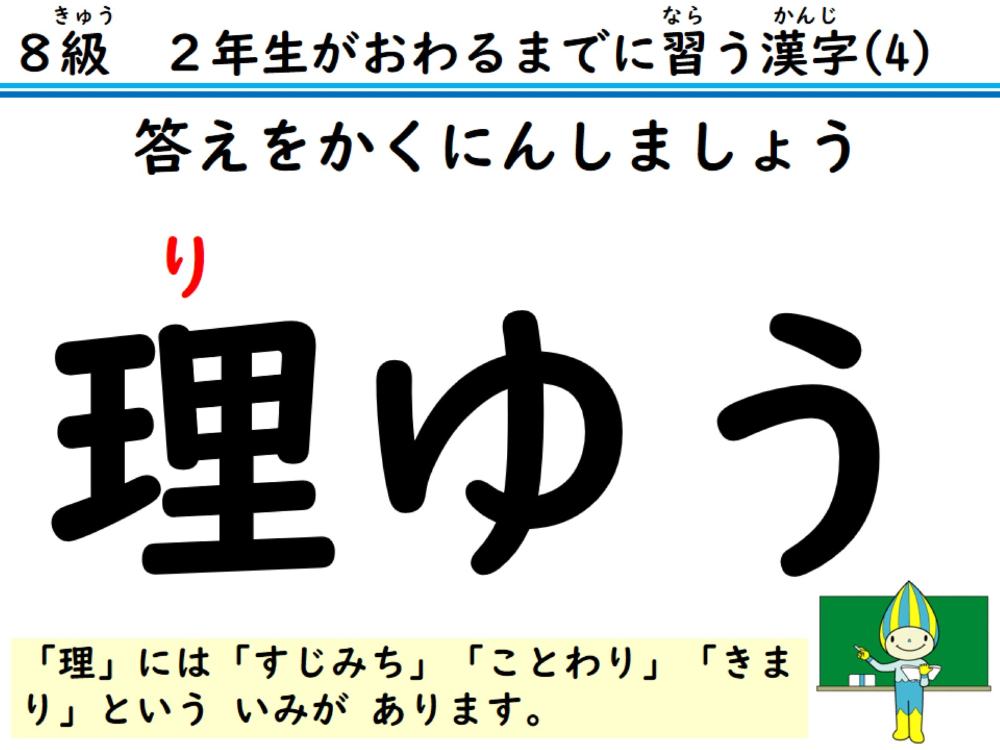 きゅう なら かんじ
8級 2年生がおわるまでに習う漢字(4)
答えをかくにんしましょう
り
理ゆう
「理」には「すじみち」「ことわり」「きま
り」という いみが あります。